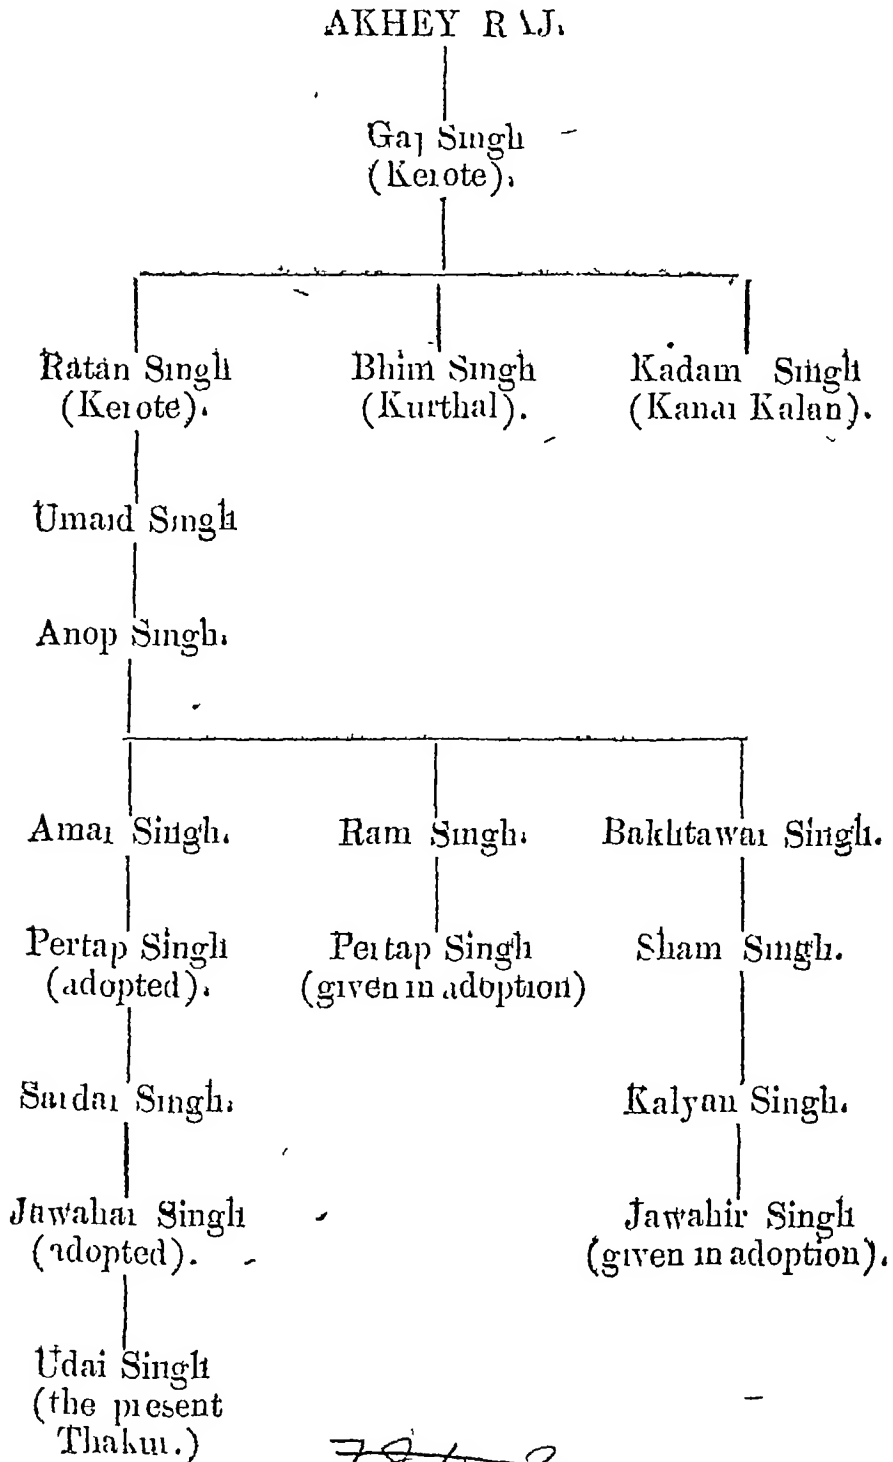 AKHEY RAJ.
Gaj Singh
(Kerote).
Ratan Singh
(Kerote).
Bhim Singh
(Kurthal).
Kadam Singh
(Kanai Kalan).
Umaid Singh
Anop Singh.
Amar Singh.
Ram Singh.
Bakhtawar Singh.
Pertap Singh
(adopted).
Pertap Singh
(given in adoption)
Sham Singh.
Sardar Singh.
Kalyan Singh.
Jawahar Singh
(adopted).
Jawahir Singh
(given in adoption).
Udai Singh
(the present
Thakur.)